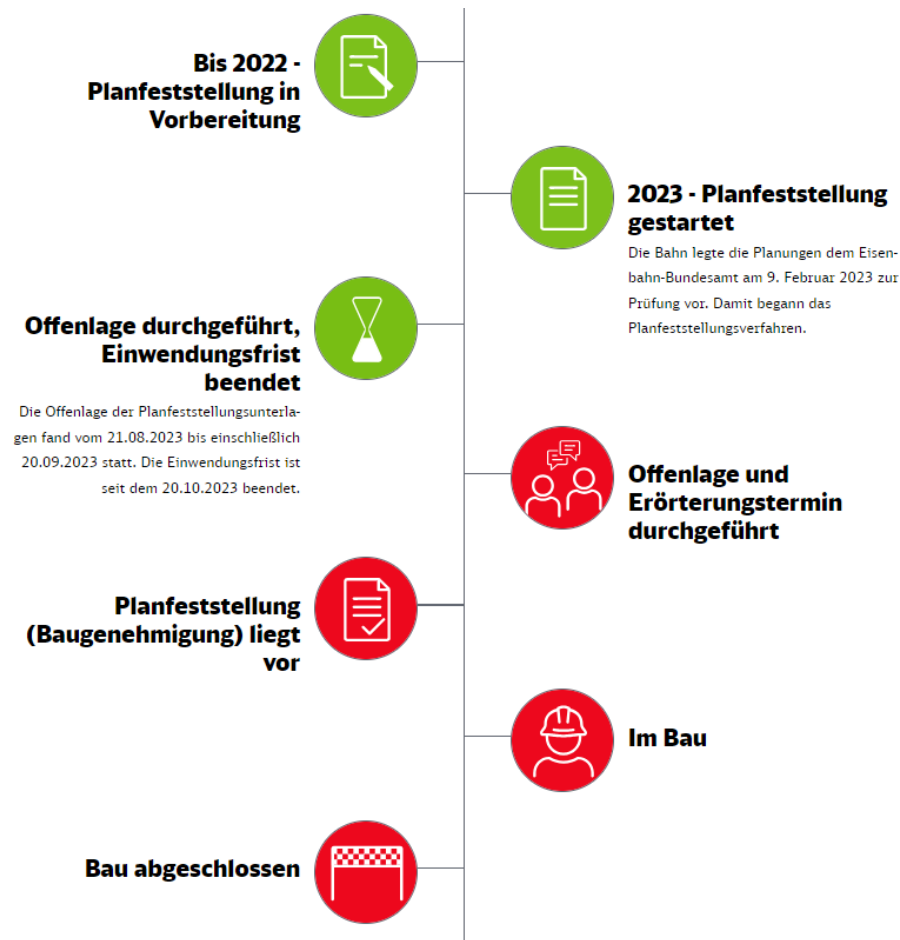 Bis 2022 -
Planfeststellung in
Vorbereitung
2023 - Planfeststellung
gestartet
Die Bahn legte die Planungen dem Eisen-
bahn-Bundesamt am 9. Februar 2023 zur
Prüfung vor. Damit begann das
Planfeststellungsverfahren.
Offenlage durchgeführt,
Einwendungsfrist
beendet
Die Offenlage der Planfeststellungsunterla-
gen fand vom 21.08.2023 bis einschließlich
20.09.2023 statt. Die Einwendungsfrist ist
seit dem 20.10.2023 beendet.
Offenlage und
Erörterungstermin
durchgeführt
Planfeststellung
(Baugenehmigung) liegt
vor
Im Bau
Bau abgeschlossen